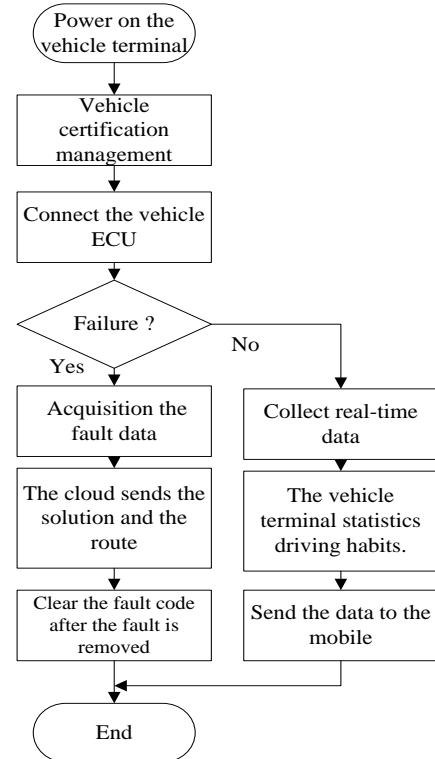 Power on the
vehicle terminal
Vehicle
certification
management
Connect the vehicle
ECU
Failure ?
Yes
No
Acquisition the
fault data
The cloud sends the
solution and the
route
Clear the fault code
after the fault is
removed
Collect real-time
data
The vehicle
terminal statistics
driving habits.
Send the data to the
mobile
End